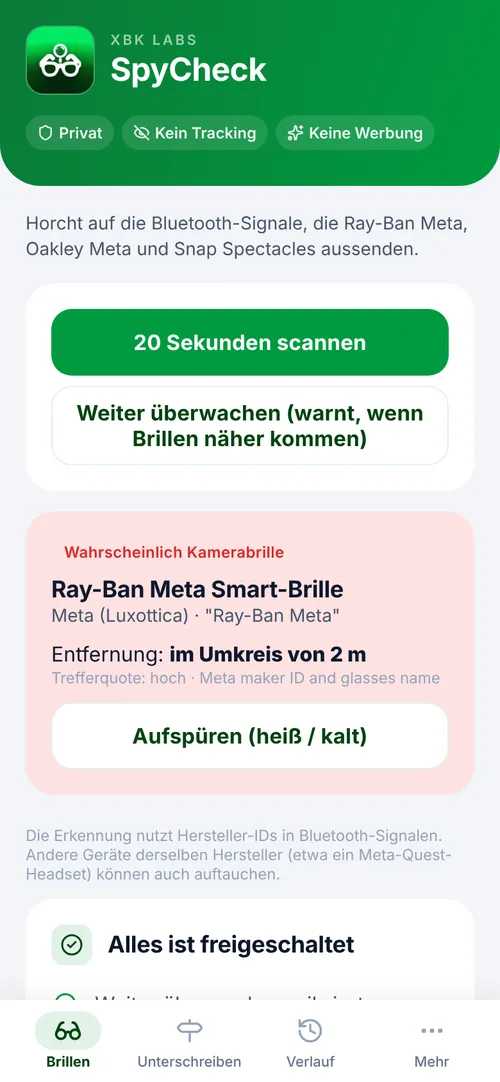 XBK LABS
SpyCheck
Privat
Kein Tracking
Keine Werbung
Horcht auf die Bluetooth-Signale, die Ray-Ban Meta,
Oakley Meta und Snap Spectacles aussenden.
20 Sekunden scannen
Weiter überwachen (warnt, wenn
Brillen näher kommen)
Wahrscheinlich Kamerabrille
Ray-Ban Meta Smart-Brille
Meta (Luxottica) · "Ray-Ban Meta"
Entfernung: im Umkreis von 2 m
Trefferquote: hoch · Meta maker ID and glasses name
Aufspüren (heiß / kalt)
Die Erkennung nutzt Hersteller-IDs in Bluetooth-Signalen.
Andere Geräte derselben Hersteller (etwa ein Meta-Quest-
Headset) können auch auftauchen.
Alles ist freigeschaltet
Brillen
Unterschreiben
Verlauf
Mehr